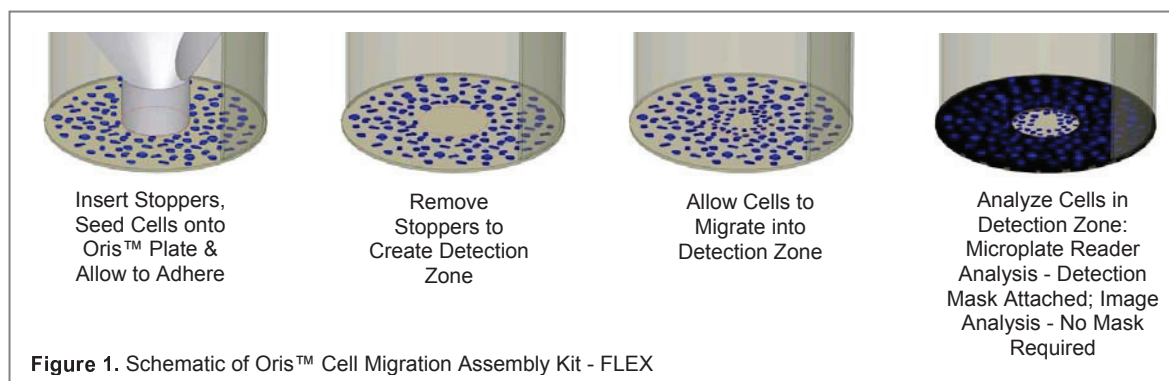 Insert Stoppers,
Seed Cells onto
Oris™ Plate &
Allow to Adhere
Remove
Stoppers to
Create Detection
Zone
Allow Cells to
Migrate into
Detection Zone
Analyze Cells in
Detection Zone:
Microplate Reader
Analysis - Detection
Mask Attached; Image
Analysis - No Mask
Required
Figure 1. Schematic of Oris™ Cell Migration Assembly Kit - FLEX